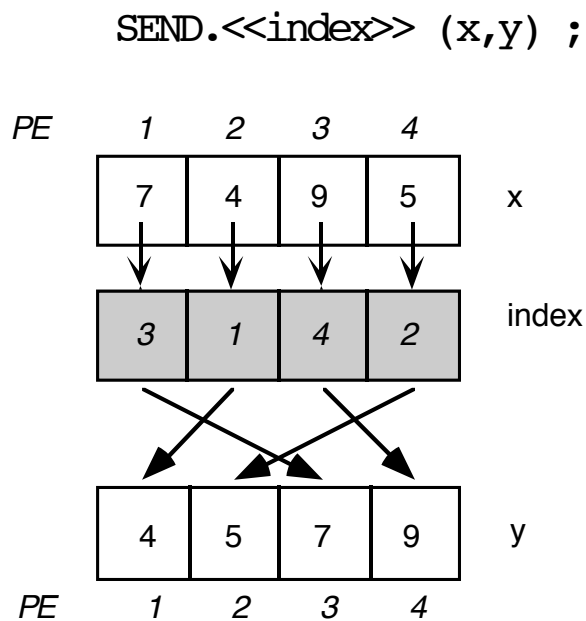 SEND.<<index>> (x,y) ;
PE 1 2 3 4
7 4 9 5 x
3 1 4 2 index
4 5 7 9 y
PE 1 2 3 4